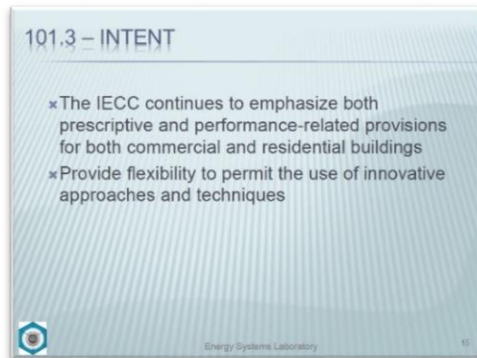 101.3 – INTENT
The IECC continues to emphasize both
prescriptive and performance-related provisions
for both commercial and residential buildings
Provide flexibility to permit the use of innovative
approaches and techniques
Energy Systems Laboratory
15